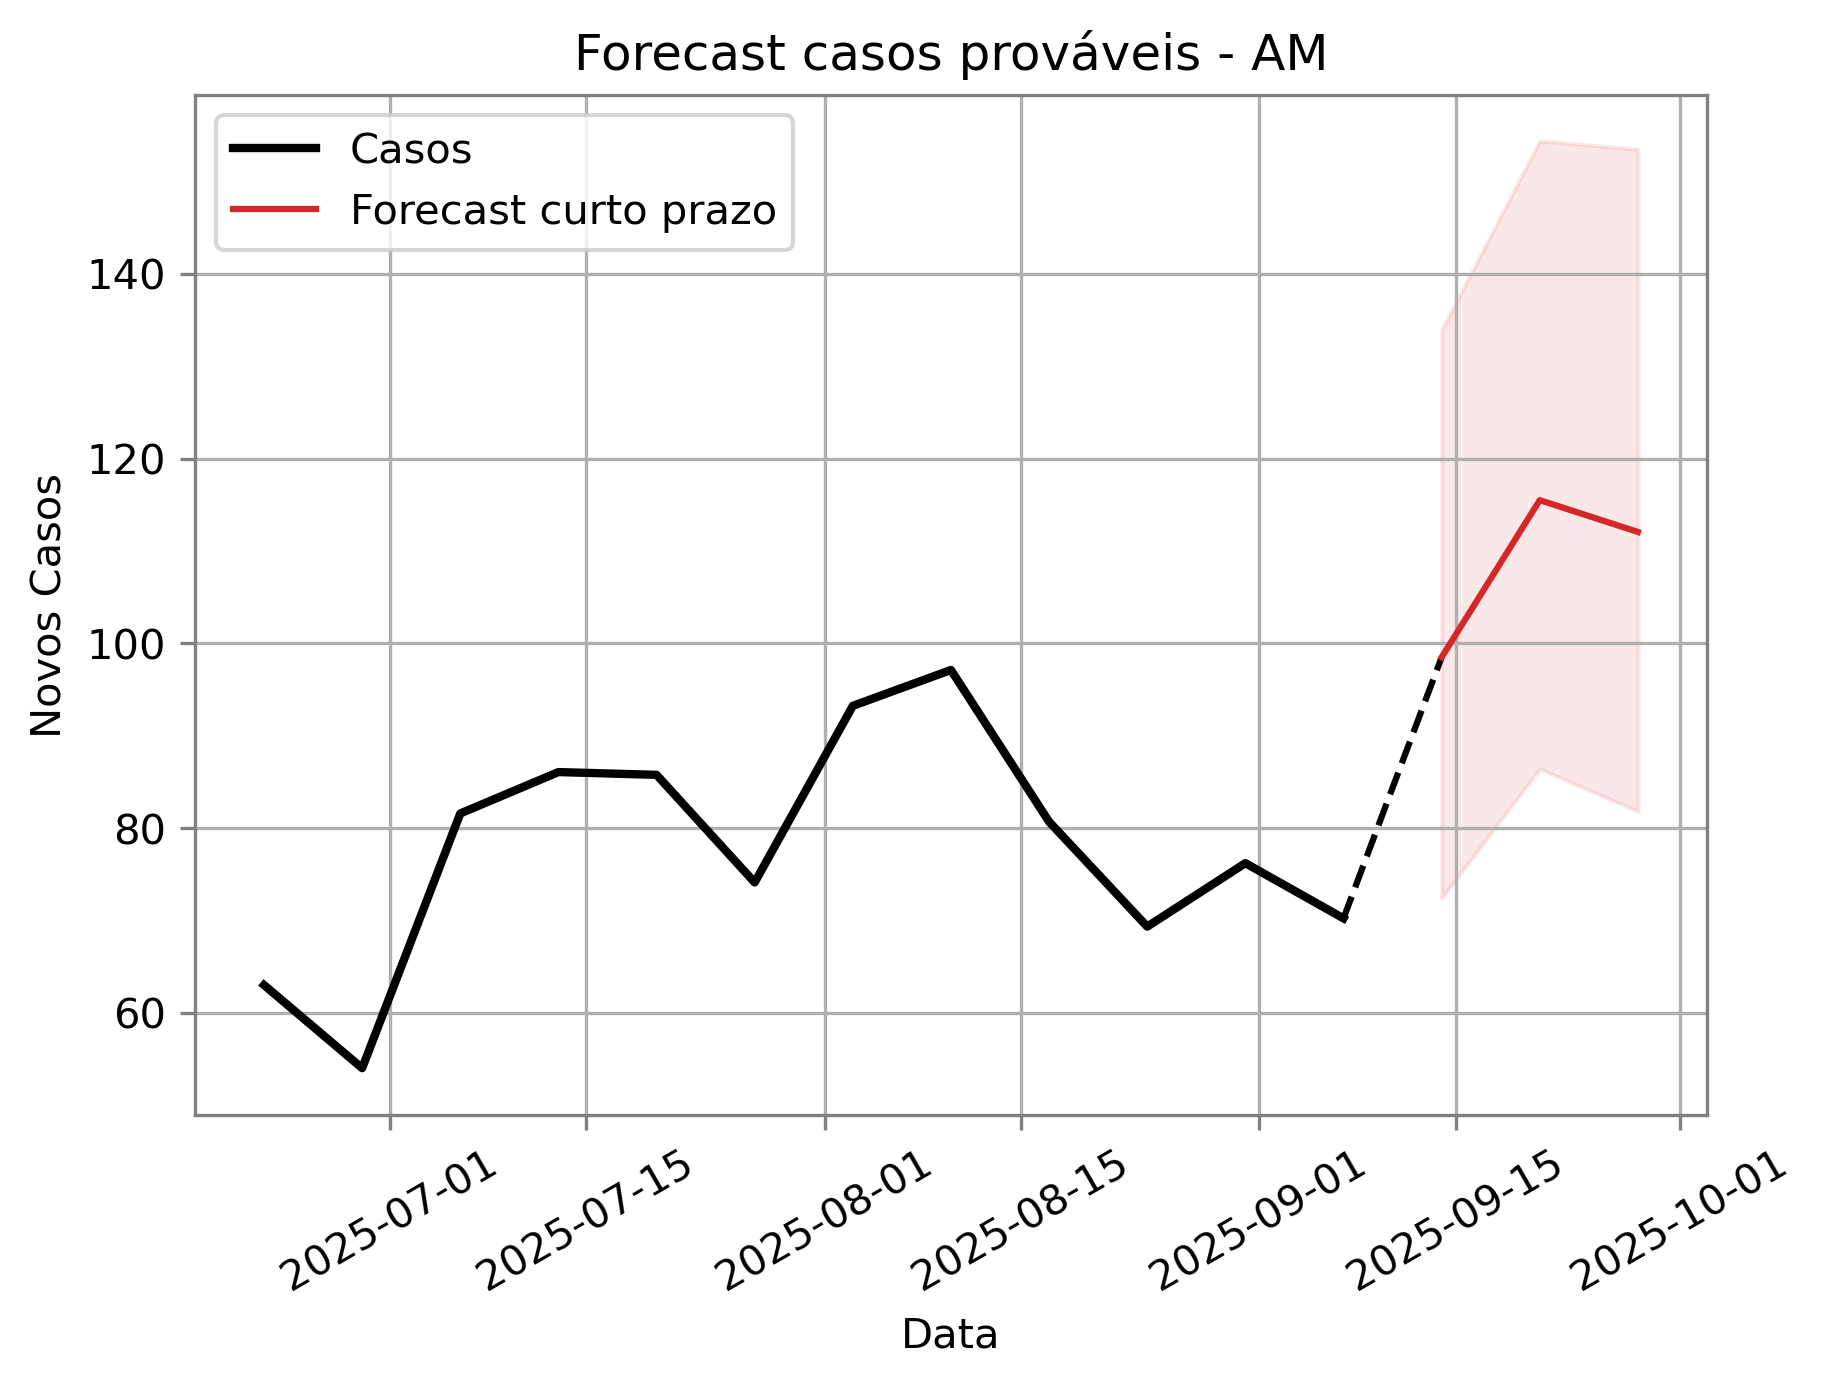 Forecast casos prováveis - AM
Casos
Forecast curto prazo
Novos Casos
140
120
100
80
60
2025-07-01
2025-07-15
2025-08-01
2025-08-15
2025-09-01
2025-09-15
2025-10-01
Data